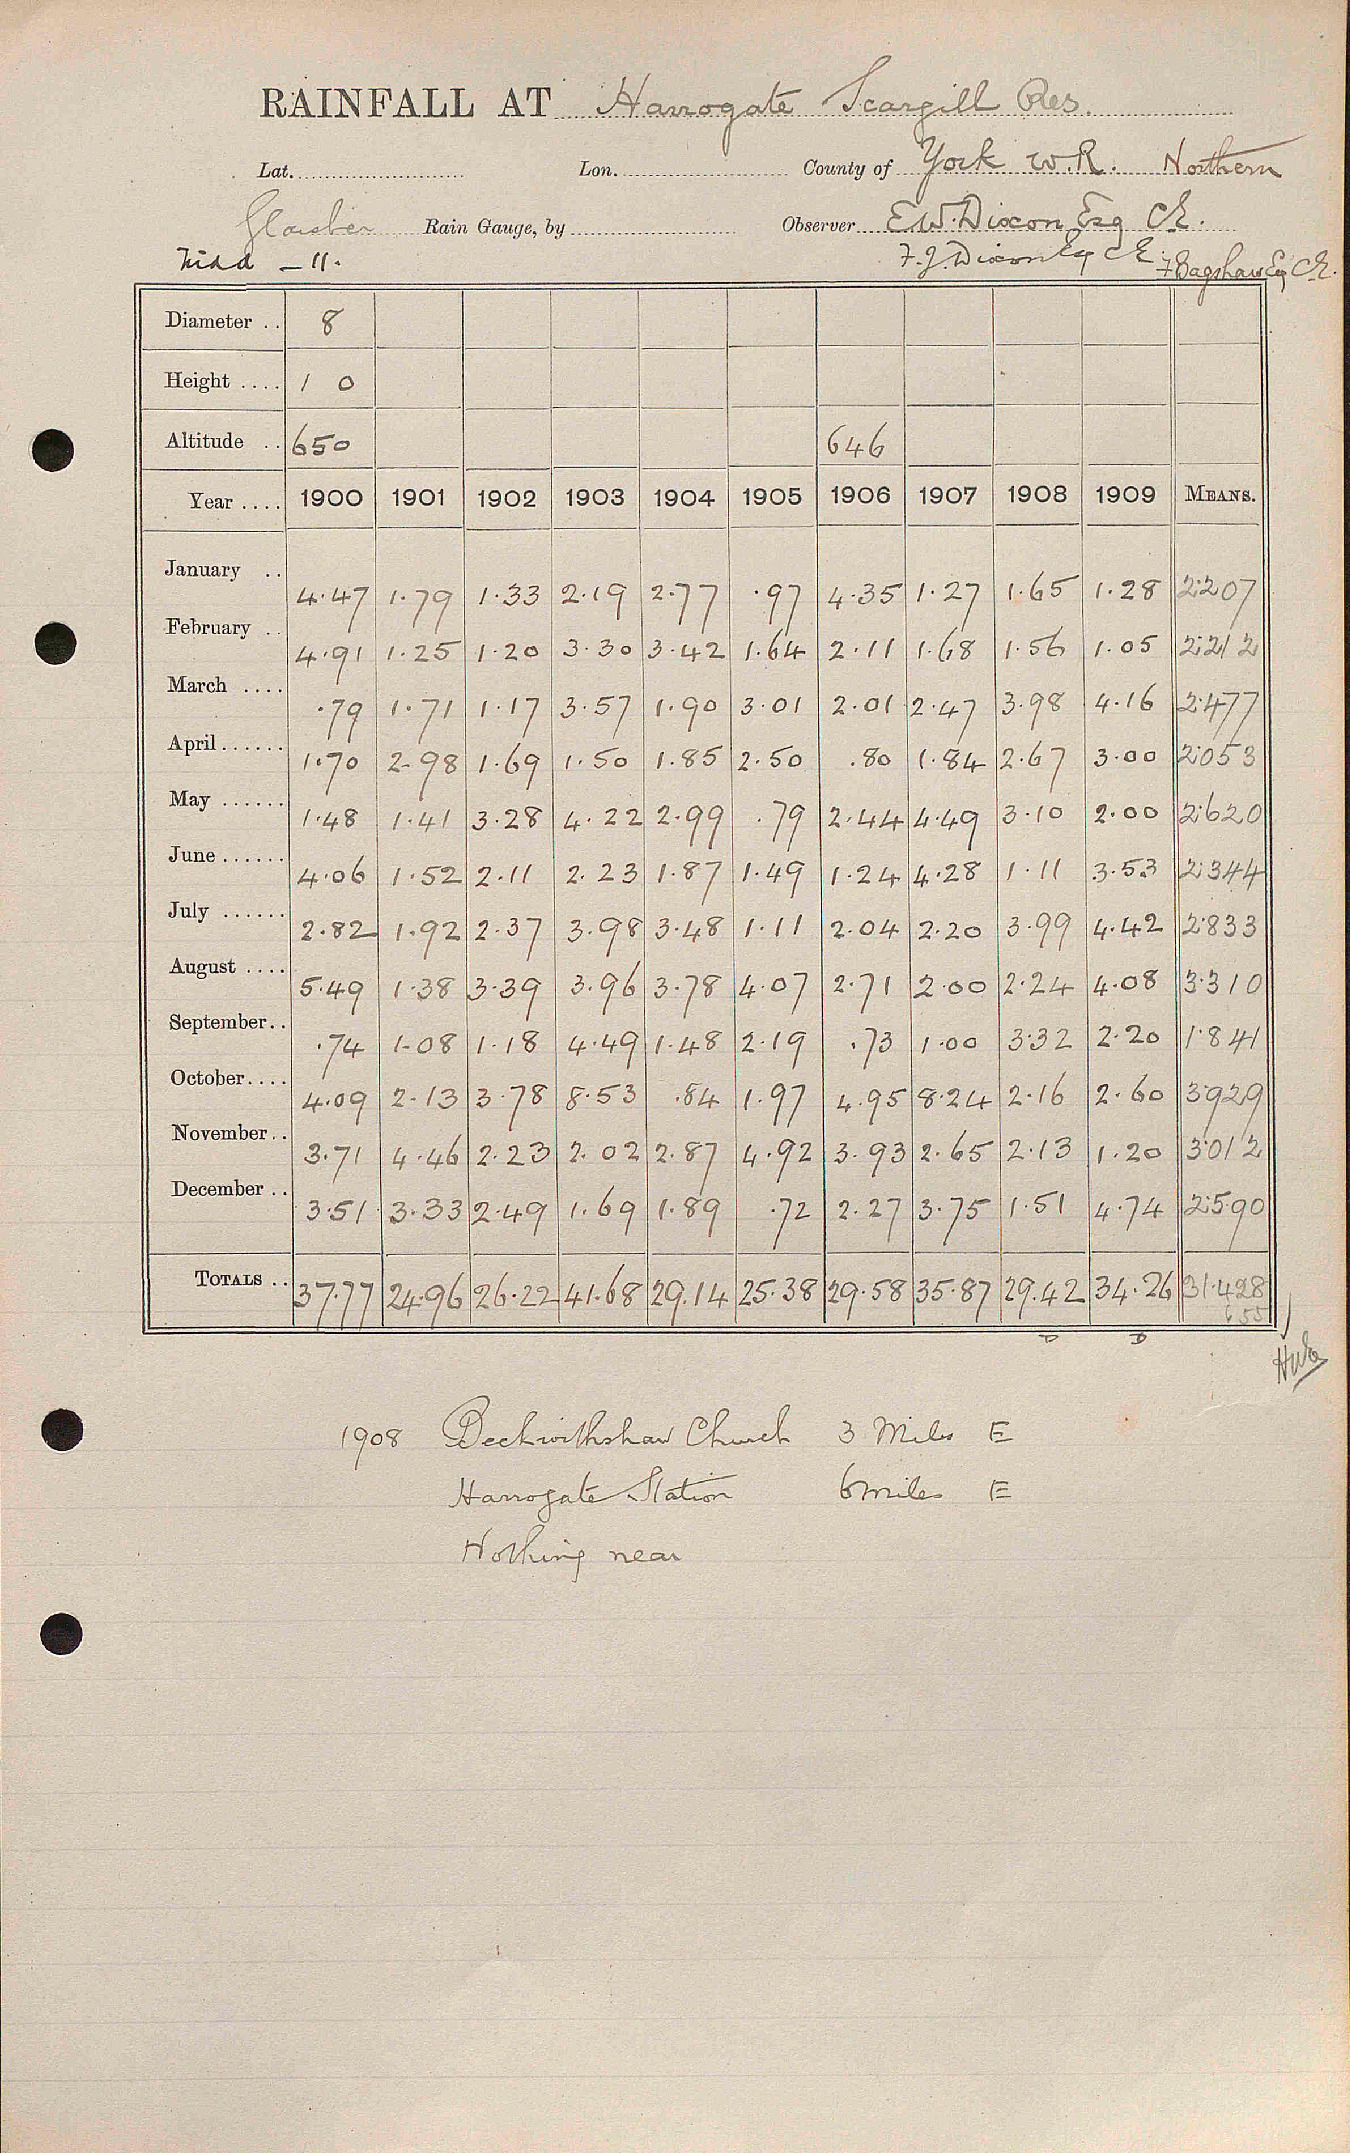 RAINFALL AT Harrogate Scargill Res.
Lat. Lon. County of York W.R. Northern
Glaisher Rain Gauge, by Observer E.W. Dixon Esq CE.
Nidd - 11. F. J. Dixon Esq CE. F Bagshaw Esq CE.
Diameter .. 8
Height .... 1 0
Altitude .. 650 646
Year .... 1900 1901 1902 1903 1904 1905 1906 1907 1908 1909 MEANS.
January .. 4.47 1.79 1.33 2.19 2.77 .97 4.35 1.27 1.65 1.28 2.207
February .. 4.91 1.25 1.20 3.30 3.42 1.64 2.11 1.68 1.56 1.05 2.212
March .... .79 1.71 1.17 3.57 1.90 3.01 2.01 2.47 3.98 4.16 2.477
April ...... 1.70 2.98 1.69 1.50 1.85 2.50 .80 1.84 2.67 3.00 2.053
May ...... 1.48 1.41 3.28 4.22 2.99 .79 2.44 4.49 3.10 2.00 2.620
June ...... 4.06 1.52 2.11 2.23 1.87 1.49 1.24 4.28 1.11 3.53 2.344
July ...... 2.82 1.92 2.37 3.98 3.48 1.11 2.04 2.20 3.99 4.42 2.833
August .... 5.49 1.38 3.39 3.96 3.78 4.07 2.71 2.00 2.24 4.08 3.310
September .. .74 1.08 1.18 4.49 1.48 2.19 .73 1.00 3.32 2.20 1.841
October .... 4.09 2.13 3.78 8.53 .84 1.97 4.95 8.24 2.16 2.60 3.929
November .. 3.71 4.46 2.23 2.02 2.87 4.92 3.93 2.65 2.13 1.20 3.012
December .. 3.51 3.33 2.49 1.69 1.89 .72 2.27 3.75 1.51 4.74 2.590
TOTALS .. 37.77 24.96 26.22 41.68 29.14 25.38 29.58 35.87 29.42 34.26 31.428
D D
1908 Beckwithshaw Church 3 Miles E
Harrogate Station 6 miles E
Nothing near